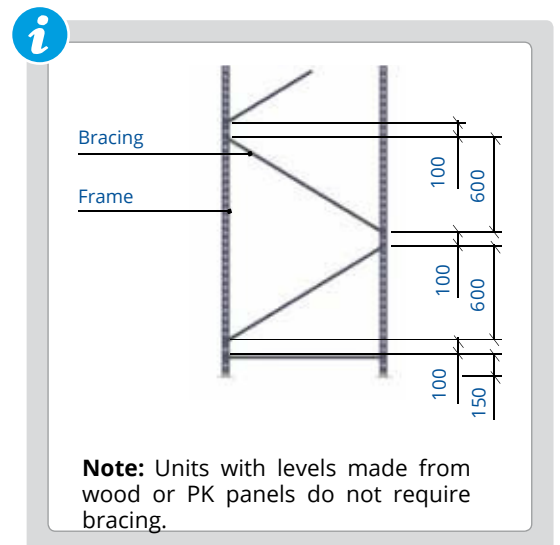 i
Bracing
Frame
100
600
100
600
100
150
Note: Units with levels made from
wood or PK panels do not require
bracing.